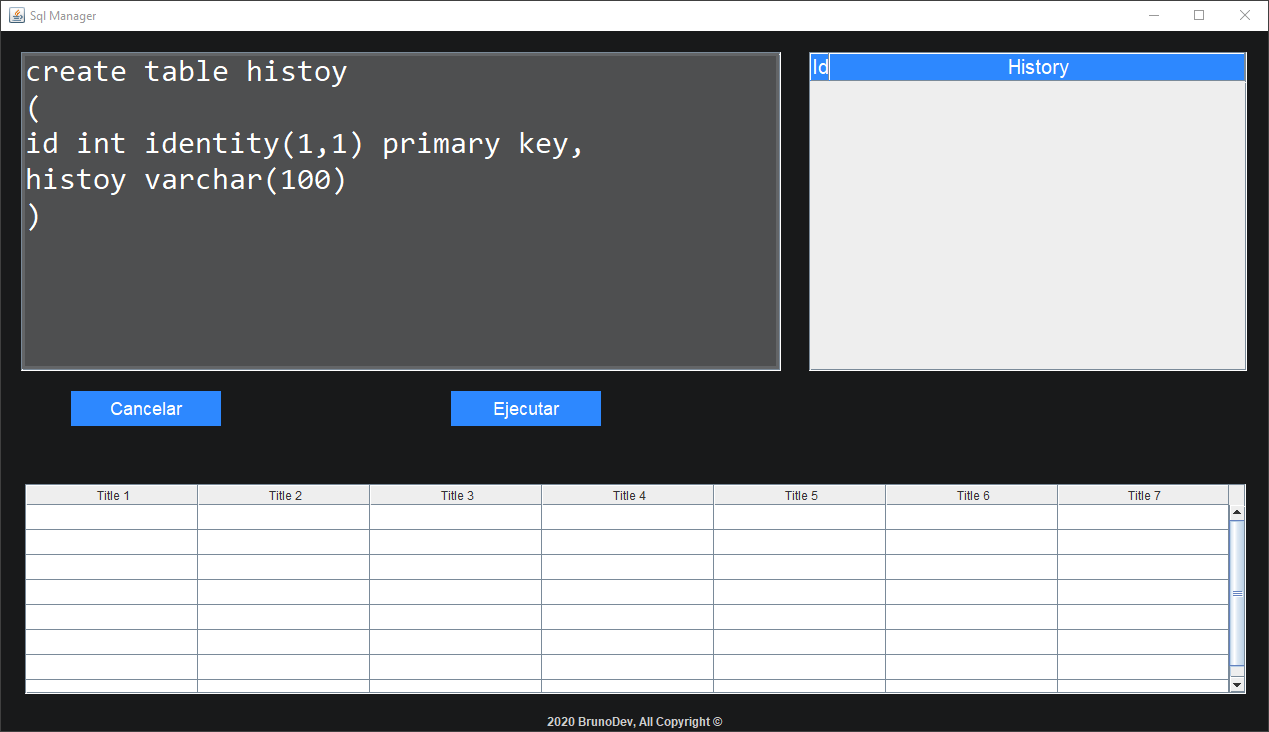 Sql Manager
create table histoy
(
id int identity(1,1) primary key,
histoy varchar(100)
)
Id History
Cancelar Ejecutar
Title 1 Title 2 Title 3 Title 4 Title 5 Title 6 Title 7
2020 BrunoDev, All Copyright ©